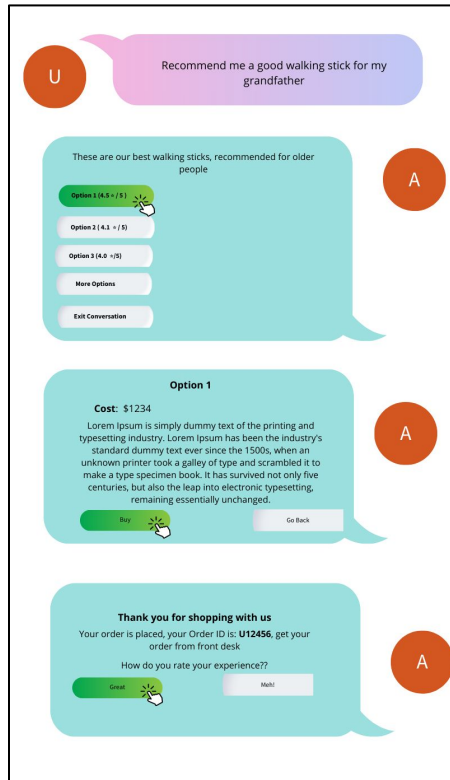 U
Recommend me a good walking stick for my
grandfather
These are our best walking sticks, recommended for older
people
A
Option 1 (4.5 ★ / 5 )
Option 2 ( 4.1 ★ / 5)
Option 3 (4.0 ★/5)
More Options
Exit Conversation
Option 1
Cost: $1234
A
Lorem Ipsum is simply dummy text of the printing and
typesetting industry. Lorem Ipsum has been the industry's
standard dummy text ever since the 1500s, when an
unknown printer took a galley of type and scrambled it to
make a type specimen book. It has survived not only five
centuries, but also the leap into electronic typesetting,
remaining essentially unchanged.
Buy
Go Back
Thank you for shopping with us
Your order is placed, your Order ID is: U12456, get your
order from front desk
A
How do you rate your experience??
Great
Meh!